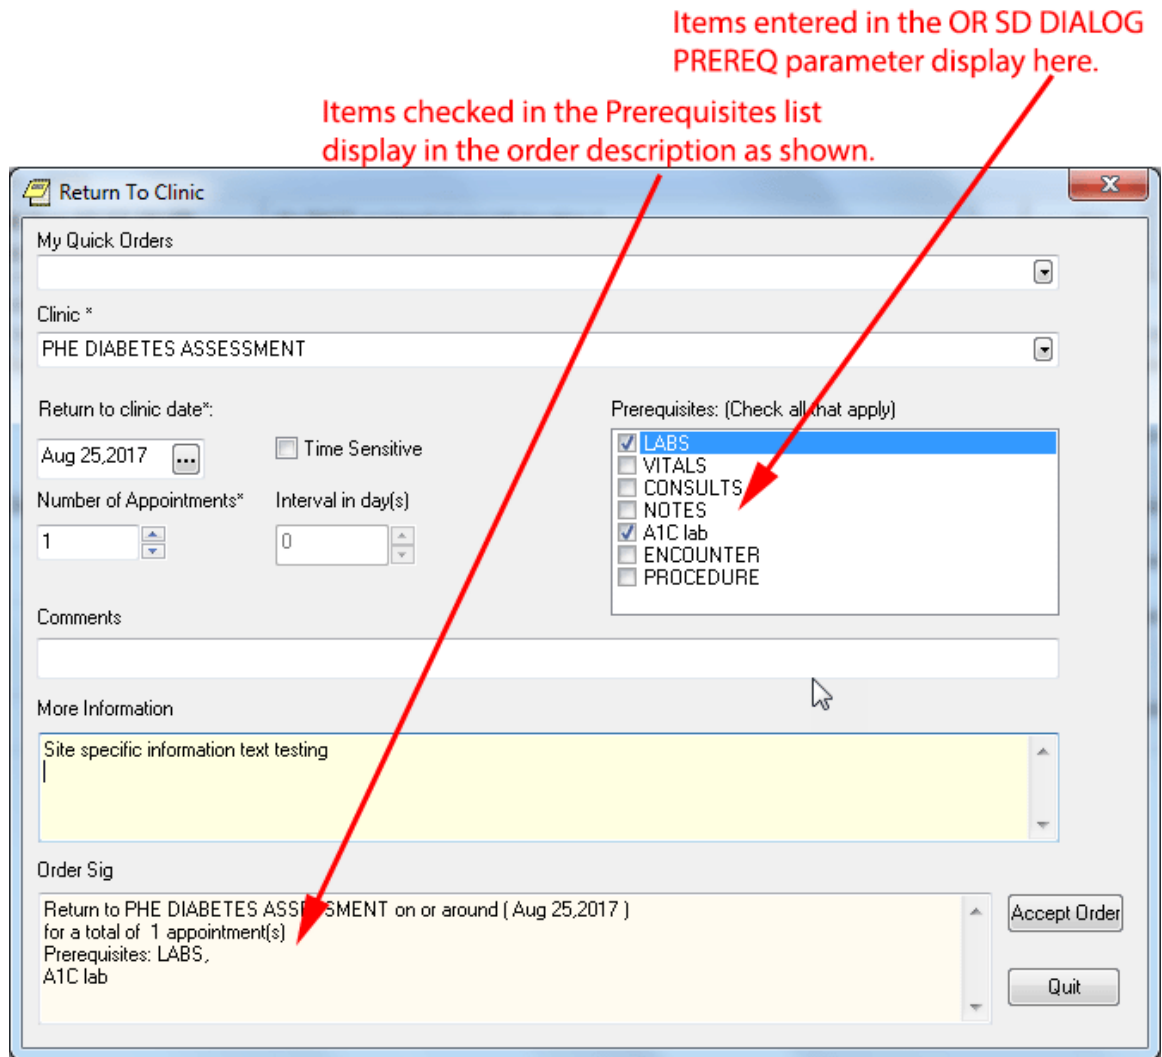 Items entered in the OR SD DIALOG
PREREQ parameter display here.
Items checked in the Prerequisites list
display in the order description as shown.
Return To Clinic
My Quick Orders
Clinic *
PHE DIABETES ASSESSMENT
Return to clinic date*:
Aug 25,2017 ...
Time Sensitive
Number of Appointments*
Interval in day(s)
1
0
Prerequisites: (Check all that apply)
LABS
VITALS
CONSULTS
NOTES
A1C lab
ENCOUNTER
PROCEDURE
Comments
More Information
Site specific information text testing
Order Sig
Return to PHE DIABETES ASSESSMENT on or around ( Aug 25,2017 )
for a total of 1 appointment(s)
Prerequisites: LABS,
A1C lab
Accept Order
Quit